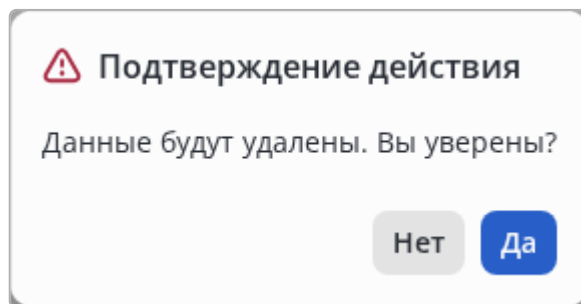 Подтверждение действия
Данные будут удалены. Вы уверены?
Нет Да